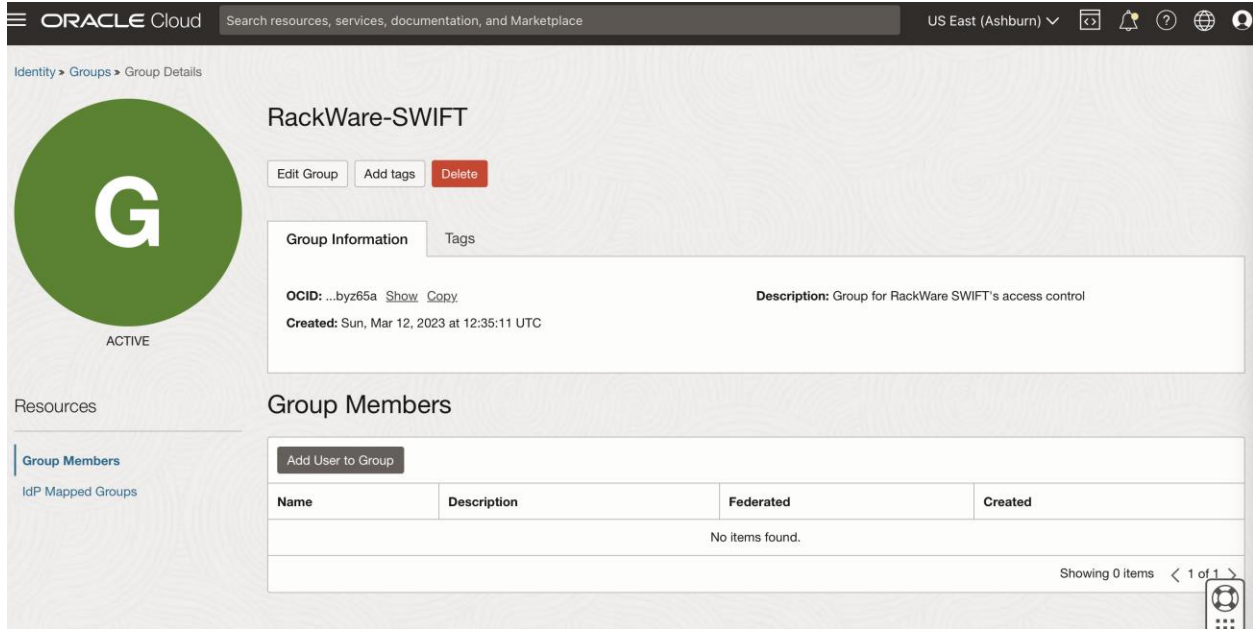 ORACLE Cloud
Search resources, services, documentation, and Marketplace
US East (Ashburn)
Identity » Groups » Group Details
G
ACTIVE
RackWare-SWIFT
Edit Group Add tags Delete
Group Information Tags
OCID: ...byz65a Show Copy
Description: Group for RackWare SWIFT's access control
Created: Sun, Mar 12, 2023 at 12:35:11 UTC
Resources
Group Members
IdP Mapped Groups
Group Members
Add User to Group
Name Description Federated Created
No items found.
Showing 0 items < 1 of 1 >